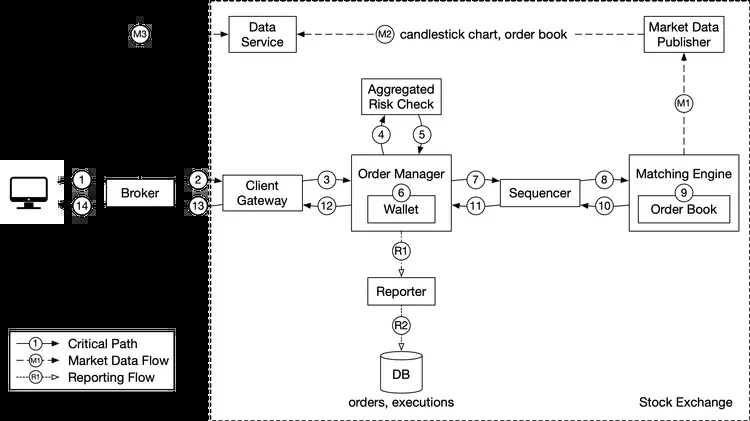 M3
Data
Service
M2
candlestick chart, order book
Market Data
Publisher
Aggregated
Risk Check
M1
4
5
1
2
3
Order Manager
7
8
Matching Engine
Broker
Client
Gateway
6
Wallet
Sequencer
9
Order Book
14
13
12
11
10
R1
Reporter
R2
1 Critical Path
M1 Market Data Flow
R1 Reporting Flow
DB
orders, executions
Stock Exchange